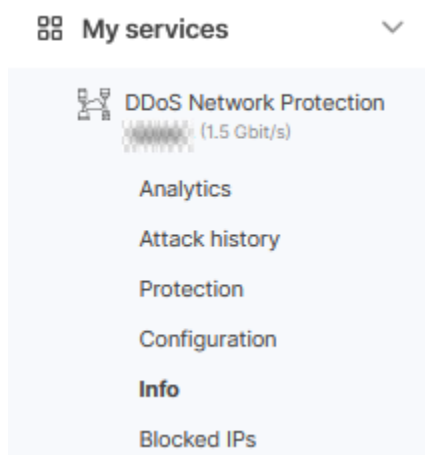 My services
DDoS Network Protection
(1.5 Gbit/s)
Analytics
Attack history
Protection
Configuration
Info
Blocked IPs